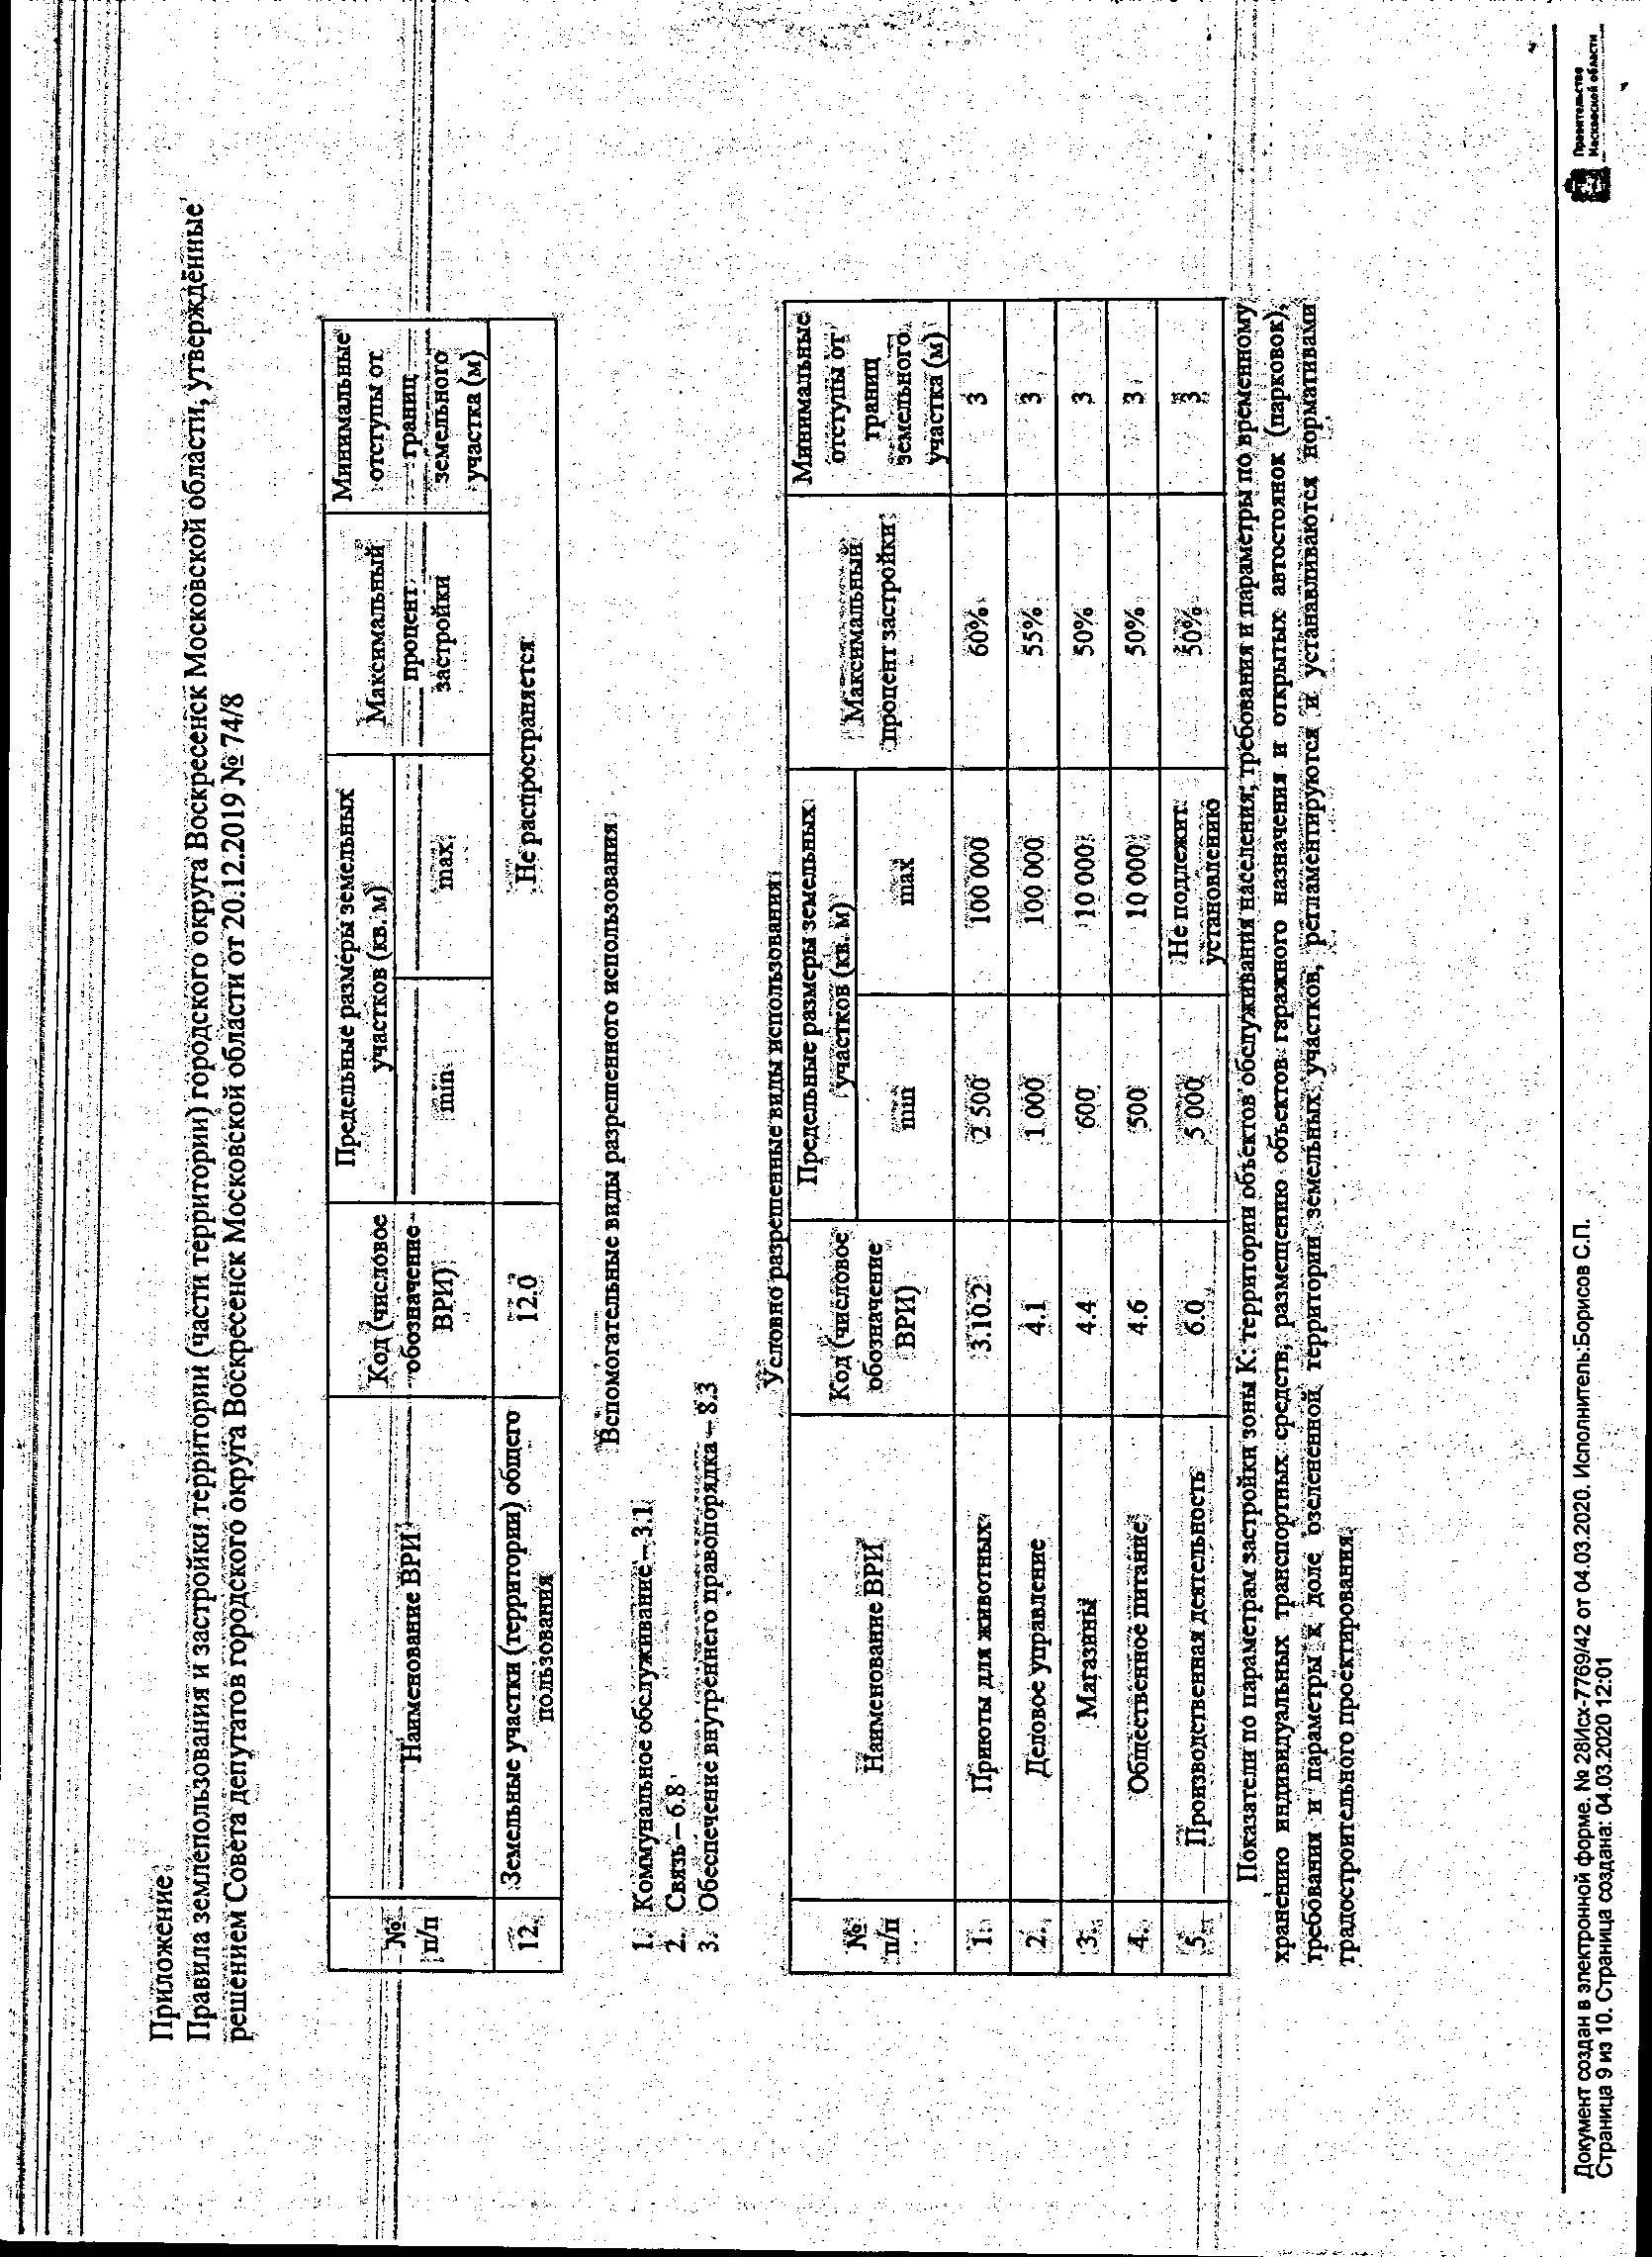 Приложение
Правила землепользования и застройки территории (части территории) городского округа Воскресенск Московской области, утверждённые
решением Совета депутатов городского округа Воскресенск Московской области от 20.12.2019 № 74/8
№ п/п | Наименование ВРИ | Код (числовое обозначение ВРИ) | Предельные размеры земельных участков (кв. м) | Максимальный процент застройки | Минимальные отступы от границ земельного участка (м)
min | max
12. | Земельные участки (территории) общего пользования | 12.0 | Не распространяется
Вспомогательные виды разрешенного использования
1. Коммунальное обслуживание – 3.1
2. Связь – 6.8
3. Обеспечение внутреннего правопорядка – 8.3
Условно разрешенные виды использования
№ п/п | Наименование ВРИ | Код (числовое обозначение ВРИ) | Предельные размеры земельных участков (кв. м) | Максимальный процент застройки | Минимальные отступы от границ земельного участка (м)
min | max
1. | Приюты для животных | 3.10.2 | 2 500 | 100 000 | 60% | 3
2. | Деловое управление | 4.1 | 1 000 | 100 000 | 55% | 3
3. | Магазины | 4.4 | 600 | 10 000 | 50% | 3
4. | Общественное питание | 4.6 | 500 | 10 000 | 50% | 3
5. | Производственная деятельность | 6.0 | 5 000 | Не подлежит установлению | 50% | 3
Показатели по параметрам застройки зоны К: территории объектов обслуживания населения; требования и параметры по временному
хранению индивидуальных транспортных средств, размещению объектов гаражного назначения и открытых автостоянок (парковок),
требования и параметры к доле озелененной территории земельных участков, регламентируются и устанавливаются нормативами
градостроительного проектирования.
Документ создан в электронной форме. № 28Исх-7769/42 от 04.03.2020. Исполнитель:Борисов С.П.
Страница 9 из 10. Страница создана: 04.03.2020 12:01
Правительство
Московской области